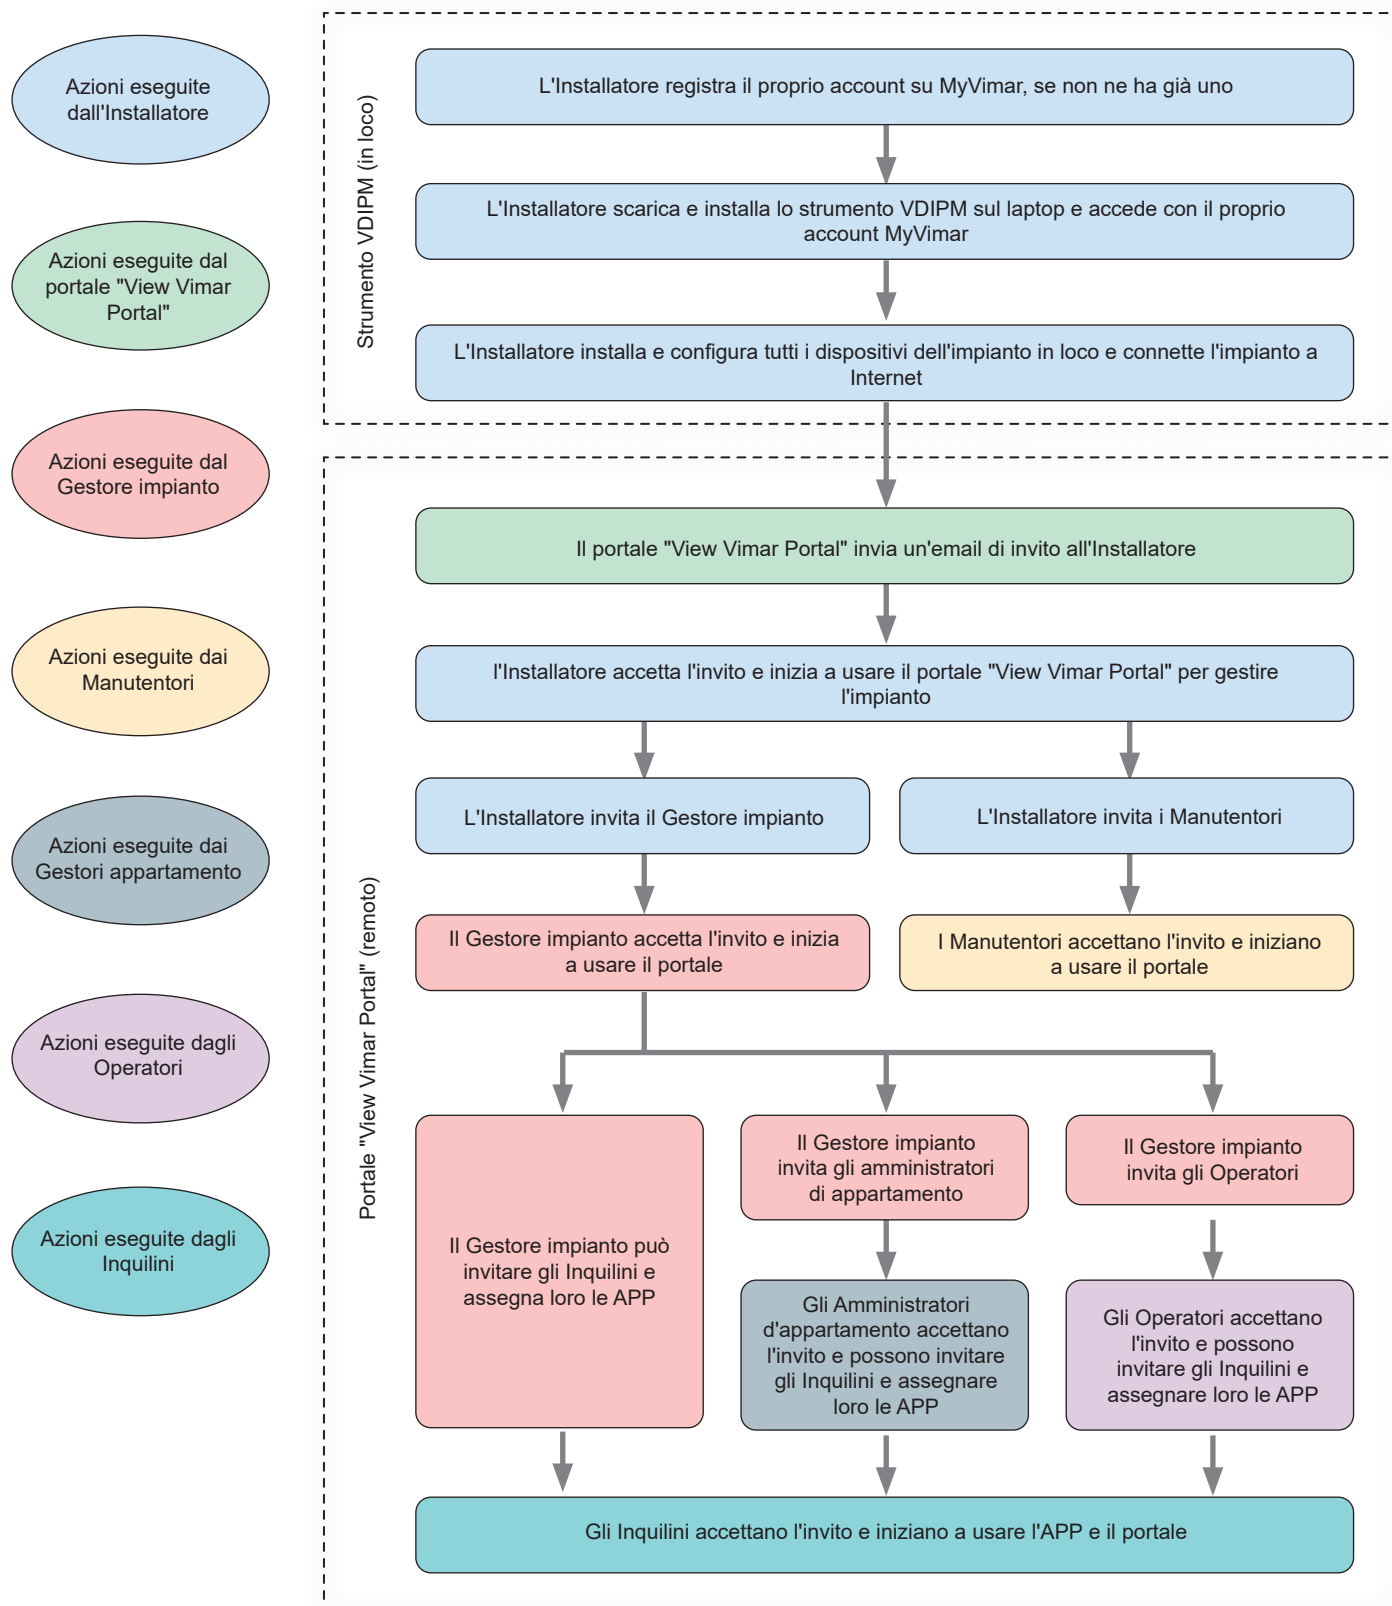 Azioni eseguite
dall'Installatore
Azioni eseguite dal
portale "View Vimar
Portal"
Azioni eseguite dal
Gestore impianto
Azioni eseguite dai
Manutentori
Azioni eseguite dai
Gestori appartamento
Azioni eseguite dagli
Operatori
Azioni eseguite dagli
Inquilini
Strumento VDIPM (in loco)
L'Installatore registra il proprio account su MyVimar, se non ne ha già uno
L'Installatore scarica e installa lo strumento VDIPM sul laptop e accede con il proprio
account MyVimar
L'Installatore installa e configura tutti i dispositivi dell'impianto in loco e connette l'impianto a
Internet
Portale "View Vimar Portal" (remoto)
Il portale "View Vimar Portal" invia un'email di invito all'Installatore
l'Installatore accetta l'invito e inizia a usare il portale "View Vimar Portal" per gestire
l'impianto
L'Installatore invita il Gestore impianto
L'Installatore invita i Manutentori
Il Gestore impianto accetta l'invito e inizia
a usare il portale
I Manutentori accettano l'invito e iniziano
a usare il portale
Il Gestore impianto può
invitare gli Inquilini e
assegna loro le APP
Il Gestore impianto
invita gli amministratori
di appartamento
Il Gestore impianto
invita gli Operatori
Gli Amministratori
d'appartamento accettano
l'invito e possono invitare
gli Inquilini e assegnare
loro le APP
Gli Operatori accettano
l'invito e possono
invitare gli Inquilini e
assegnare loro le APP
Gli Inquilini accettano l'invito e iniziano a usare l'APP e il portale